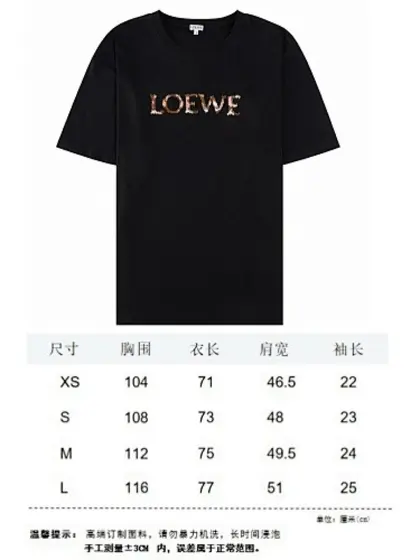 LOEWE
尺寸 胸围 衣长 肩宽 袖长
XS 104 71 46.5 22
S 108 73 48 23
M 112 75 49.5 24
L 116 77 51 25
单位：厘米(cm)
温馨提示： 高端订制面料，请勿暴力机洗，长时间浸泡
手工测量±3CM 内，误差属于正常范围。